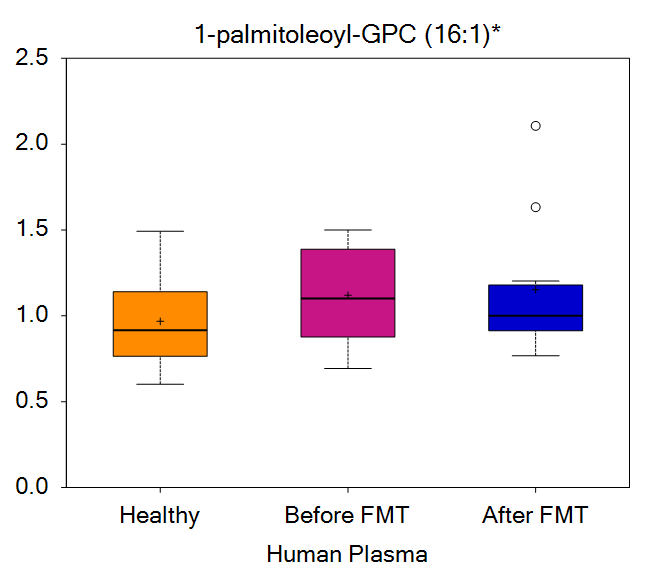 1-palmitoleoyl-GPC (16:1)*
2.5
2.0
1.5
1.0
0.5
0.0
Healthy Before FMT After FMT
Human Plasma